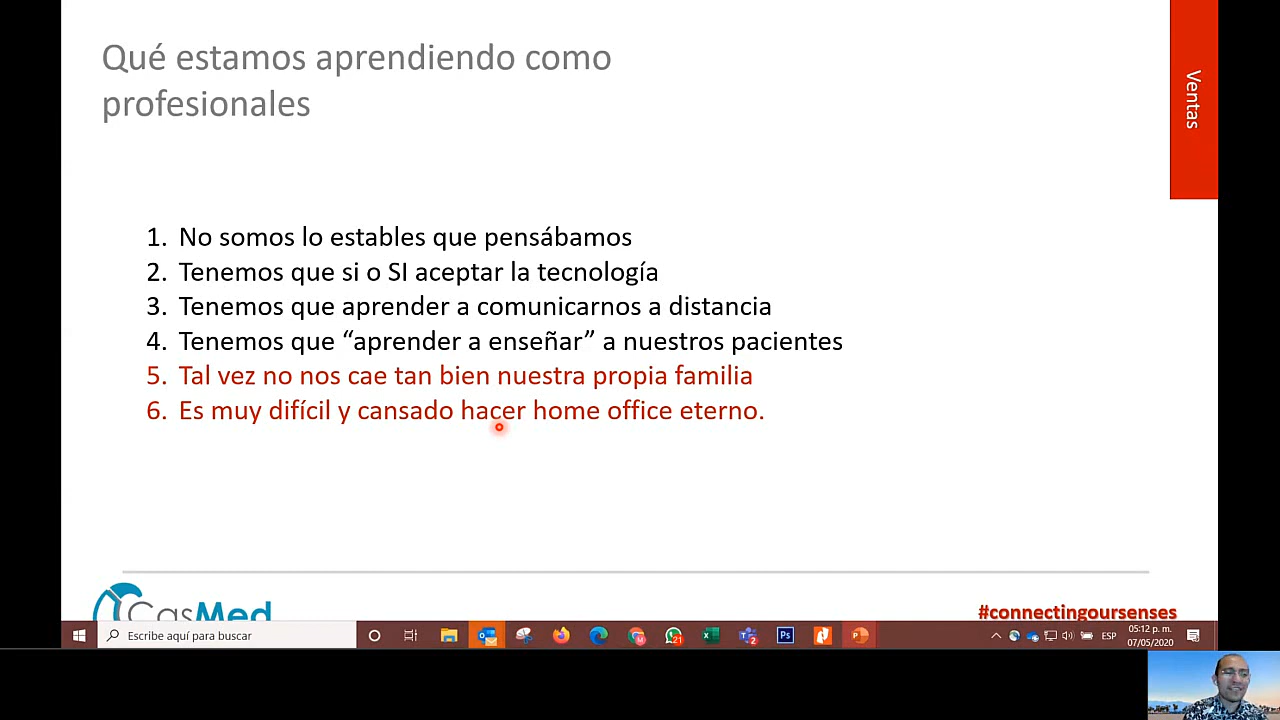 Qué estamos aprendiendo como
profesionales
Ventas
1. No somos lo estables que pensábamos
2. Tenemos que si o SI aceptar la tecnología
3. Tenemos que aprender a comunicarnos a distancia
4. Tenemos que “aprender a enseñar” a nuestros pacientes
5. Tal vez no nos cae tan bien nuestra propia familia
6. Es muy difícil y cansado hacer home office eterno.
CasMed
#connectingoursenses
Escribe aquí para buscar
21
2
Ps
ESP
05:12 p. m.
07/05/2020